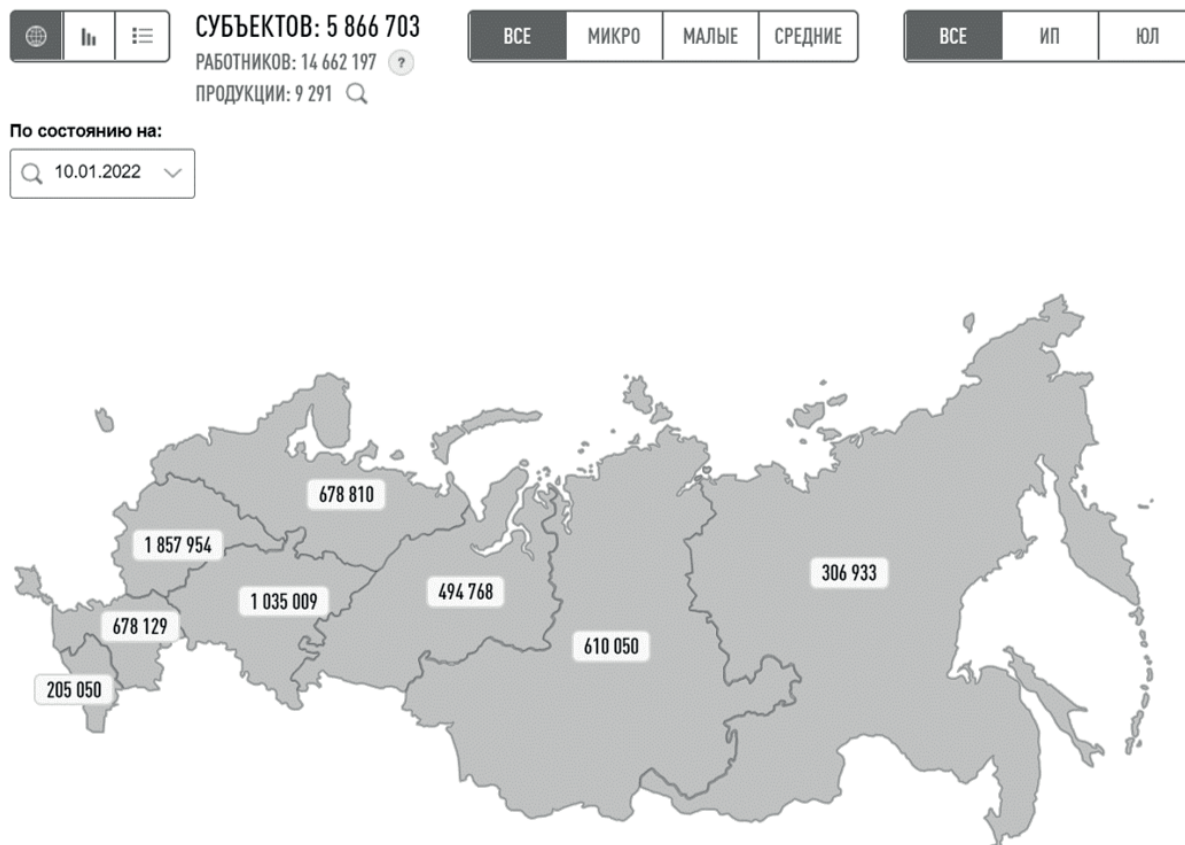 СУБЪЕКТОВ: 5 866 703
РАБОТНИКОВ: 14 662 197 ?
ПРОДУКЦИИ: 9 291
ВСЕ МИКРО МАЛЫЕ СРЕДНИЕ
ВСЕ ИП ЮЛ
По состоянию на:
10.01.2022
678 810
1 857 954
306 933
494 768
1 035 009
678 129
610 050
205 050